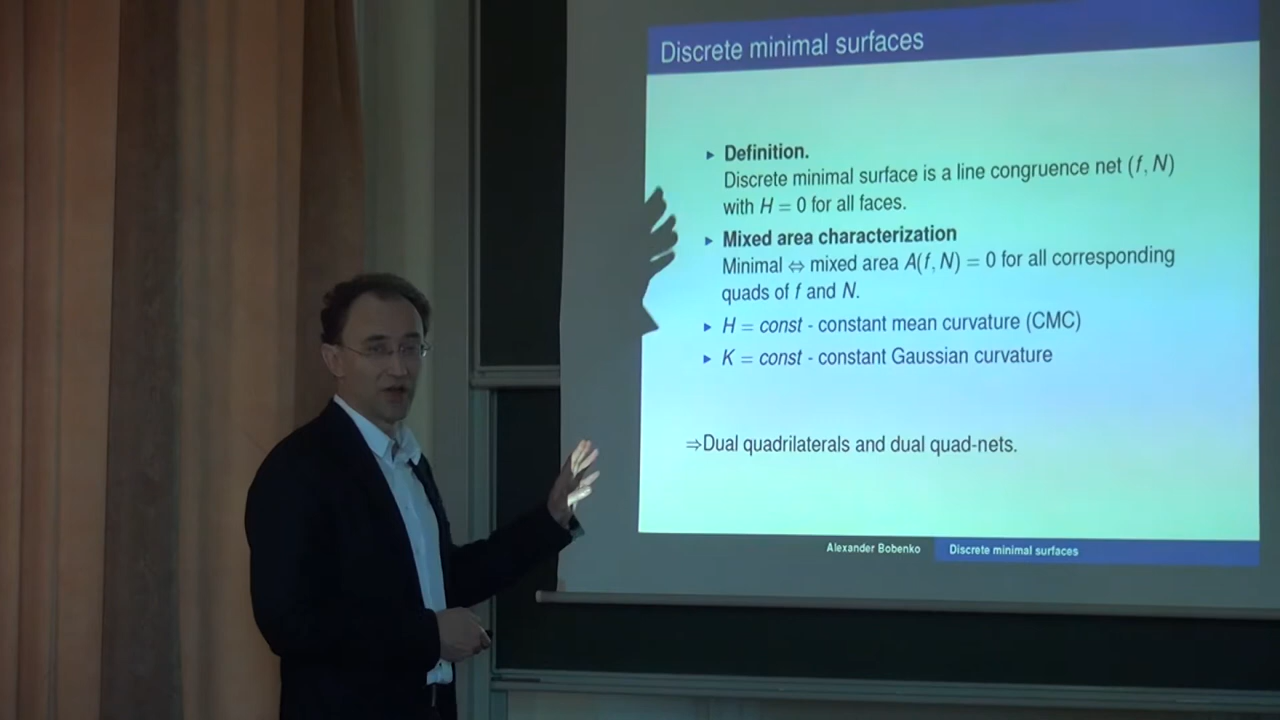 Discrete minimal surfaces
▸ Definition.
Discrete minimal surface is a line congruence net (f, N)
with H = 0 for all faces.
▸ Mixed area characterization
Minimal ⇔ mixed area A(f, N) = 0 for all corresponding
quads of f and N.
▸ H = const - constant mean curvature (CMC)
▸ K = const - constant Gaussian curvature
⇒Dual quadrilaterals and dual quad-nets.
Alexander Bobenko Discrete minimal surfaces